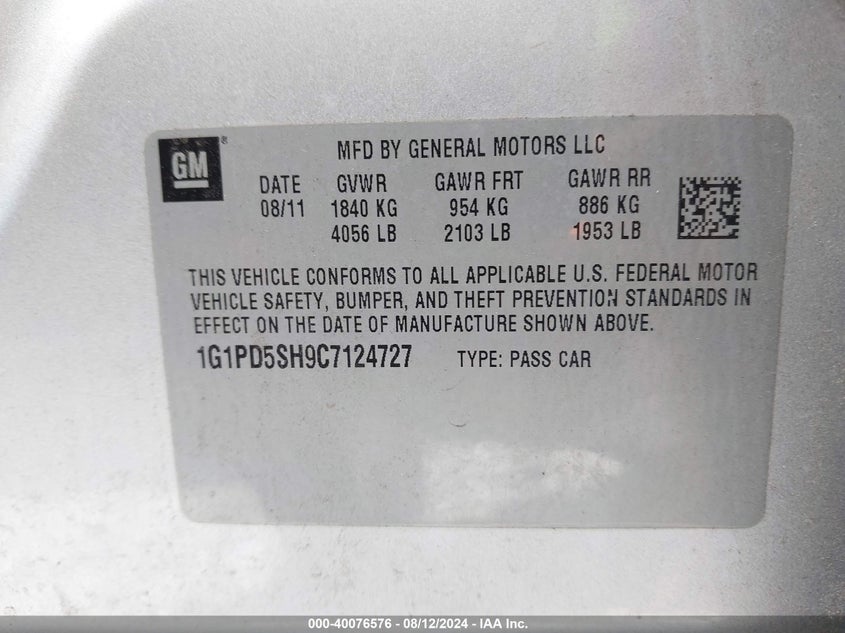 GM ®
MFD BY GENERAL MOTORS LLC
DATE GVWR GAWR FRT GAWR RR
08/11 1840 KG 954 KG 886 KG
4056 LB 2103 LB 1953 LB
THIS VEHICLE CONFORMS TO ALL APPLICABLE U.S. FEDERAL MOTOR
VEHICLE SAFETY, BUMPER, AND THEFT PREVENTION STANDARDS IN
EFFECT ON THE DATE OF MANUFACTURE SHOWN ABOVE.
1G1PD5SH9C7124727 TYPE: PASS CAR
000-40076576 - 08/12/2024 - IAA Inc.